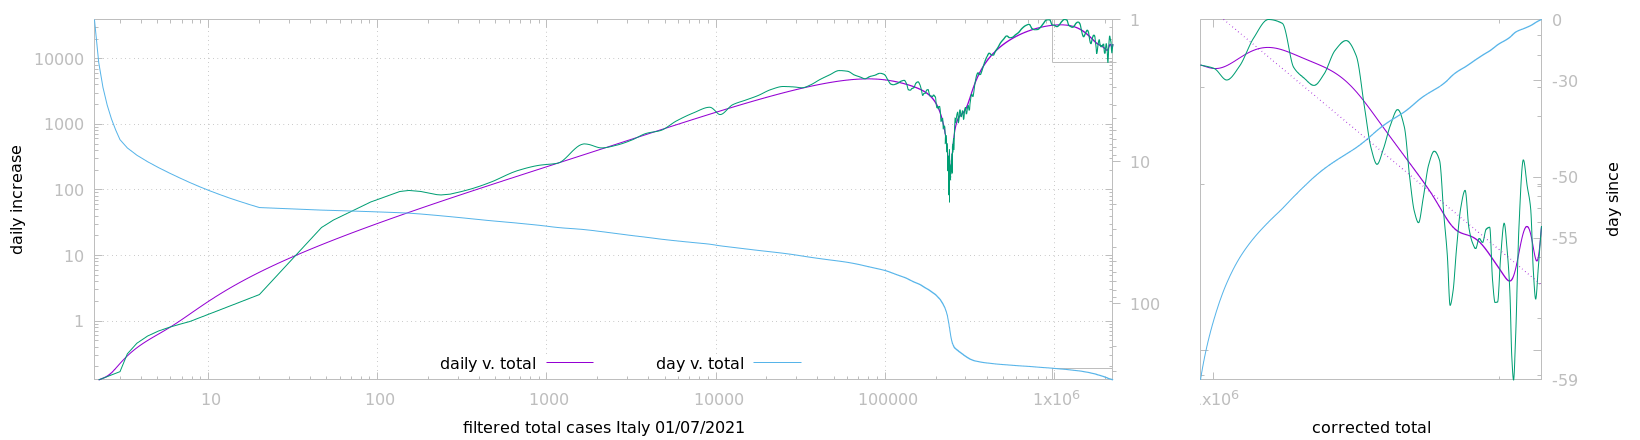 10000
1000
100
10
1
daily increase
10
100
1000
10000
100000
1x10^6
filtered total cases Italy 01/07/2021
daily v. total
day v. total
1
10
100
.x10^6
corrected total
0
-30
-50
-55
-59
day since